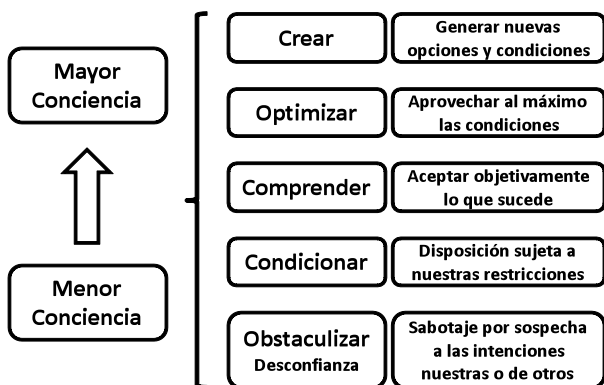 Mayor
Conciencia
Menor
Conciencia
Crear
Generar nuevas
opciones y condiciones
Optimizar
Aprovechar al máximo
las condiciones
Comprender
Aceptar objetivamente
lo que sucede
Condicionar
Disposición sujeta a
nuestras restricciones
Obstaculizar
Desconfianza
Sabotaje por sospecha
a las intenciones
nuestras o de otros